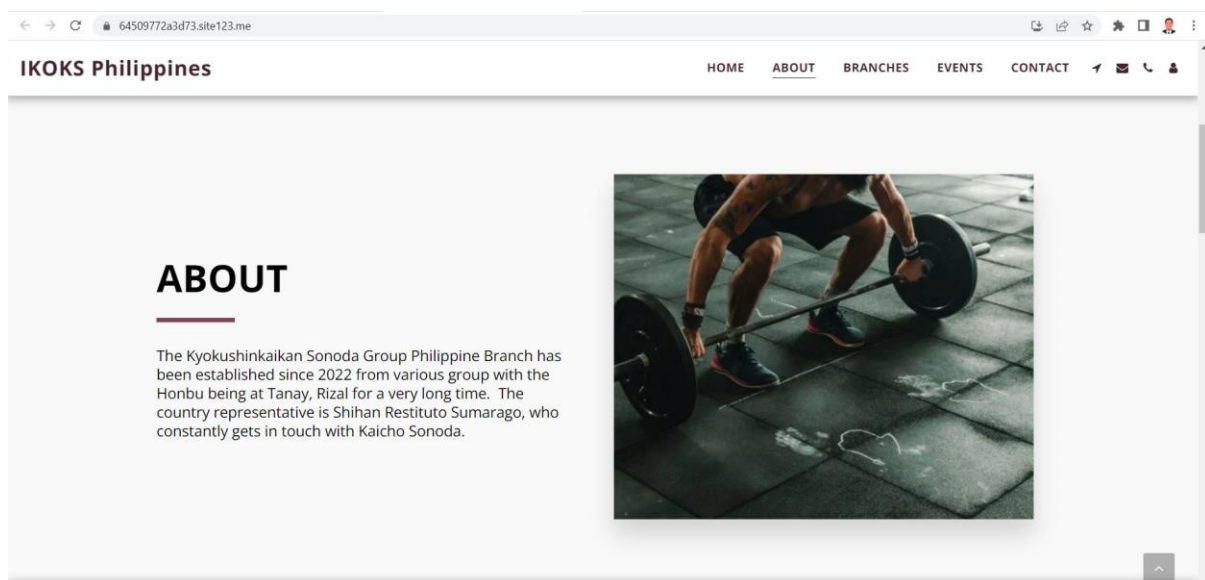 64509772a3d73.site123.me
IKOKS Philippines
HOME ABOUT BRANCHES EVENTS CONTACT
ABOUT
The Kyokushinkaikan Sonoda Group Philippine Branch has
been established since 2022 from various group with the
Honbu being at Tanay, Rizal for a very long time. The
country representative is Shihan Restituto Sumarago, who
constantly gets in touch with Kaicho Sonoda.